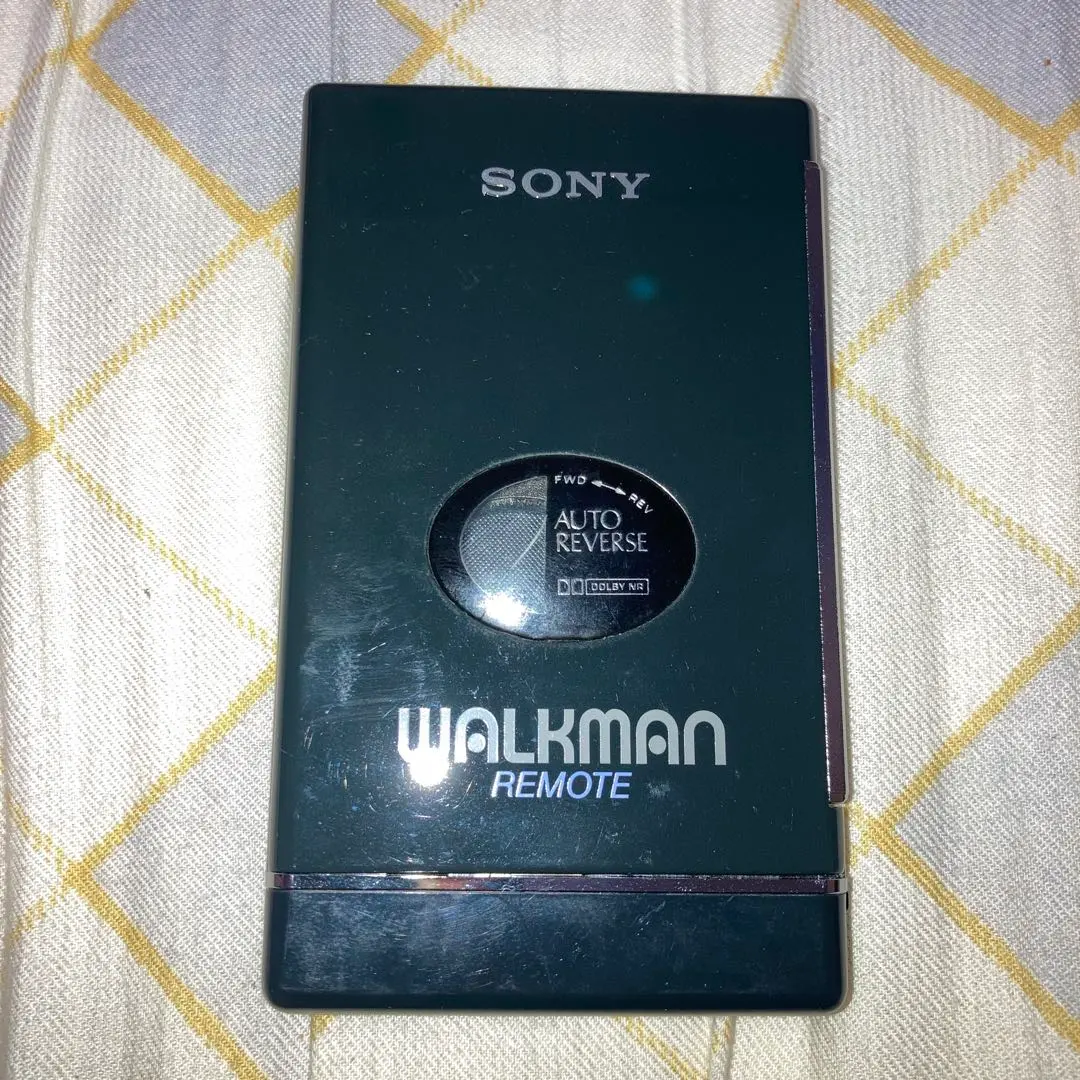 SONY
FWD REV
AUTO
REVERSE
DOLBY NR
WALKMAN
REMOTE